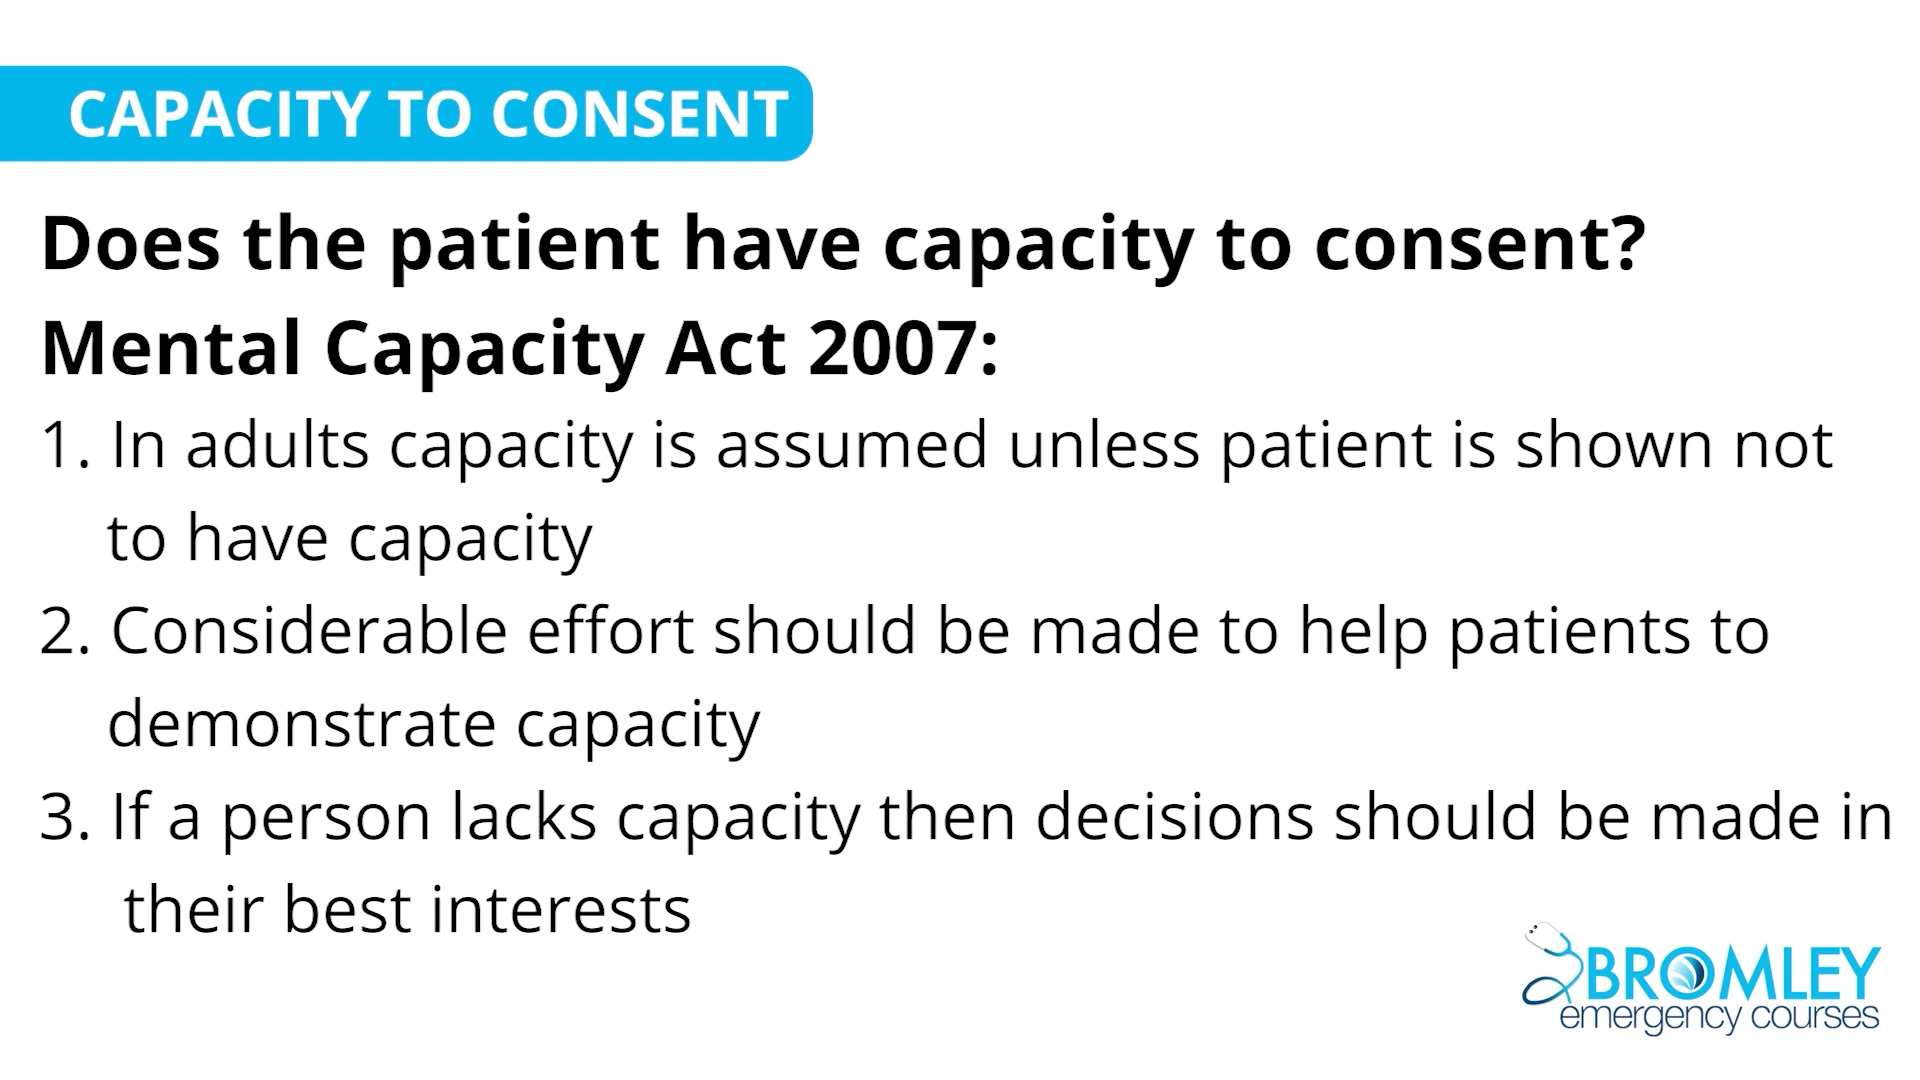 CAPACITY TO CONSENT
Does the patient have capacity to consent?
Mental Capacity Act 2007:
1. In adults capacity is assumed unless patient is shown not
to have capacity
2. Considerable effort should be made to help patients to
demonstrate capacity
3. If a person lacks capacity then decisions should be made in
their best interests
BROMLEY
emergency courses